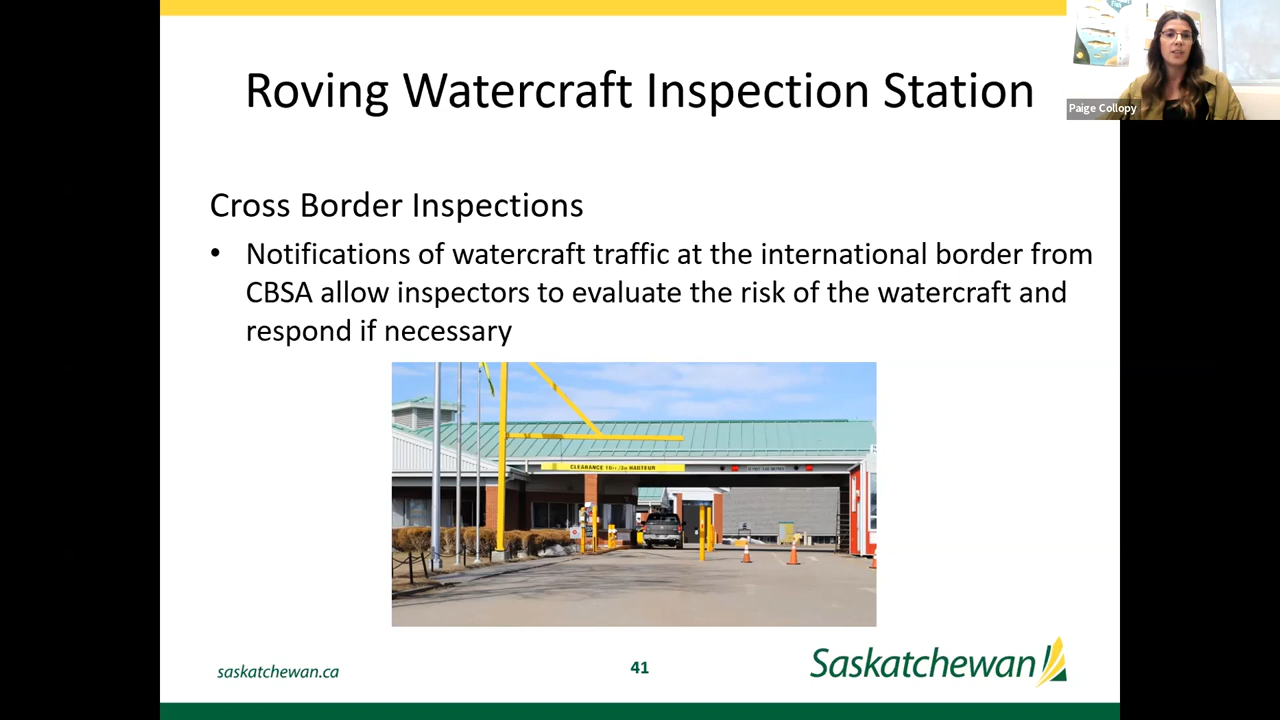 Roving Watercraft Inspection Station
Paige Collopy
Cross Border Inspections
• Notifications of watercraft traffic at the international border from
CBSA allow inspectors to evaluate the risk of the watercraft and
respond if necessary
saskatchewan.ca
41
Saskatchewan